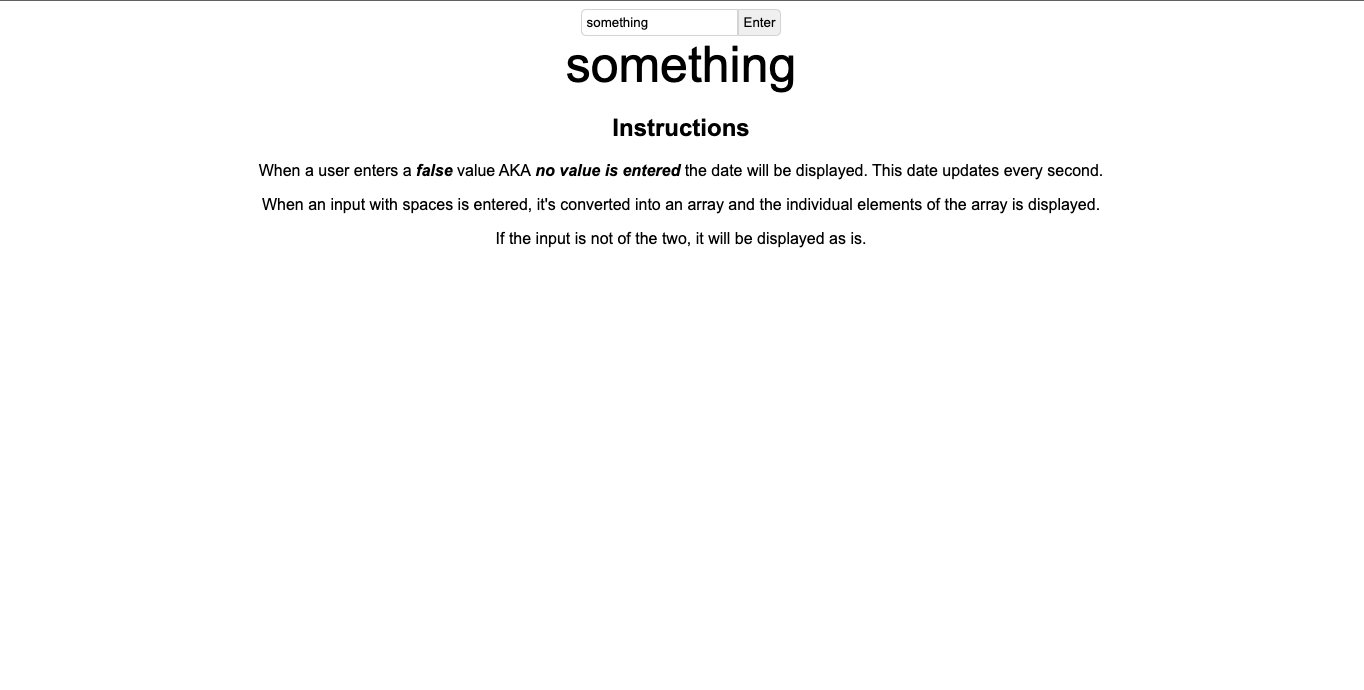 something Enter
something
Instructions
When a user enters a false value AKA no value is entered the date will be displayed. This date updates every second.
When an input with spaces is entered, it's converted into an array and the individual elements of the array is displayed.
If the input is not of the two, it will be displayed as is.